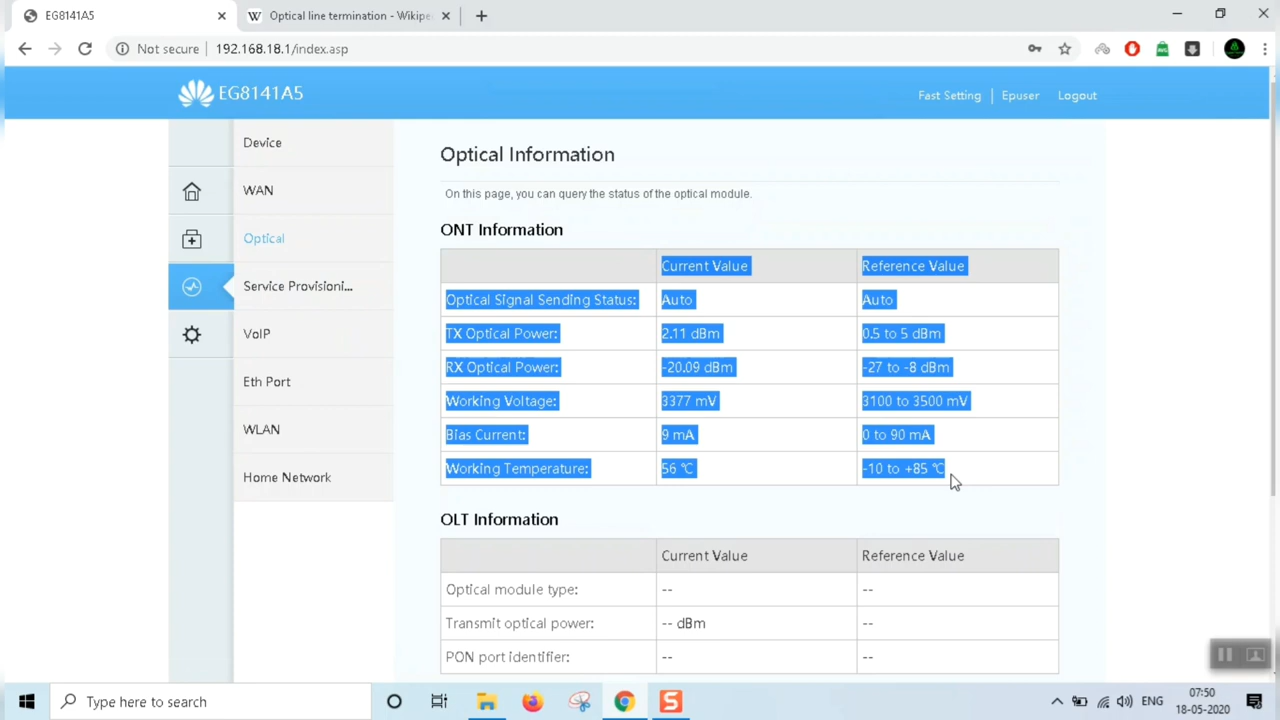 EG8141A5
Optical line termination - Wikipe
Not secure 192.168.18.1/index.asp
EG8141A5
Fast Setting Epuser Logout
Device
WAN
Optical
Service Provisioni...
VoIP
Eth Port
WLAN
Home Network
Optical Information
On this page, you can query the status of the optical module.
ONT Information
Current Value Reference Value
Optical Signal Sending Status: Auto Auto
TX Optical Power: 2.11 dBm 0.5 to 5 dBm
RX Optical Power: -20.09 dBm -27 to -8 dBm
Working Voltage: 3377 mV 3100 to 3500 mV
Bias Current: 9 mA 0 to 90 mA
Working Temperature: 56 ℃ -10 to +85 ℃
OLT Information
Current Value Reference Value
Optical module type: -- --
Transmit optical power: -- dBm --
PON port identifier: -- --
Type here to search
ENG
07:50
18-05-2020